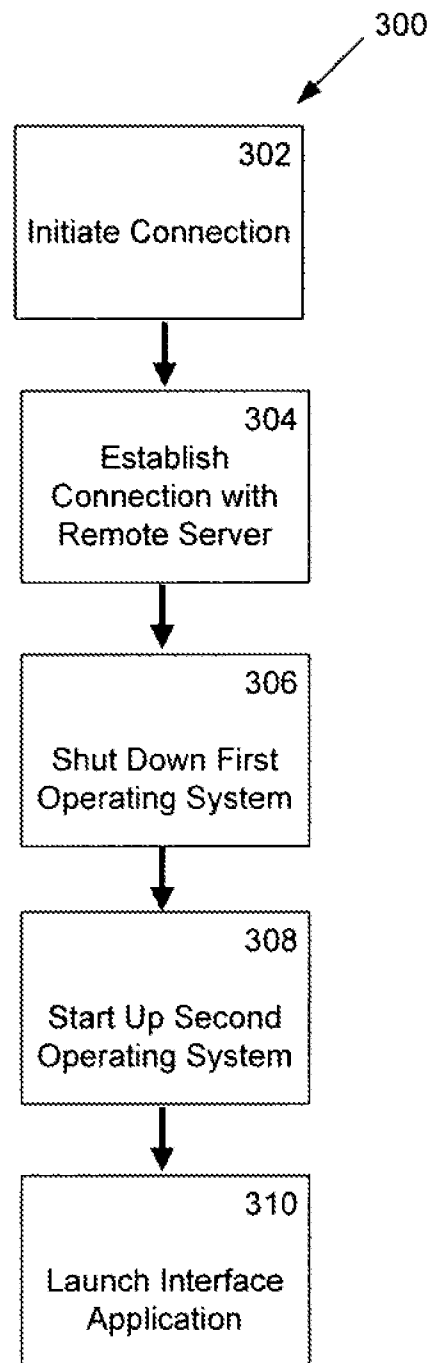 300
302
Initiate Connection
304
Establish
Connection with
Remote Server
306
Shut Down First
Operating System
308
Start Up Second
Operating System
310
Launch Interface
Application